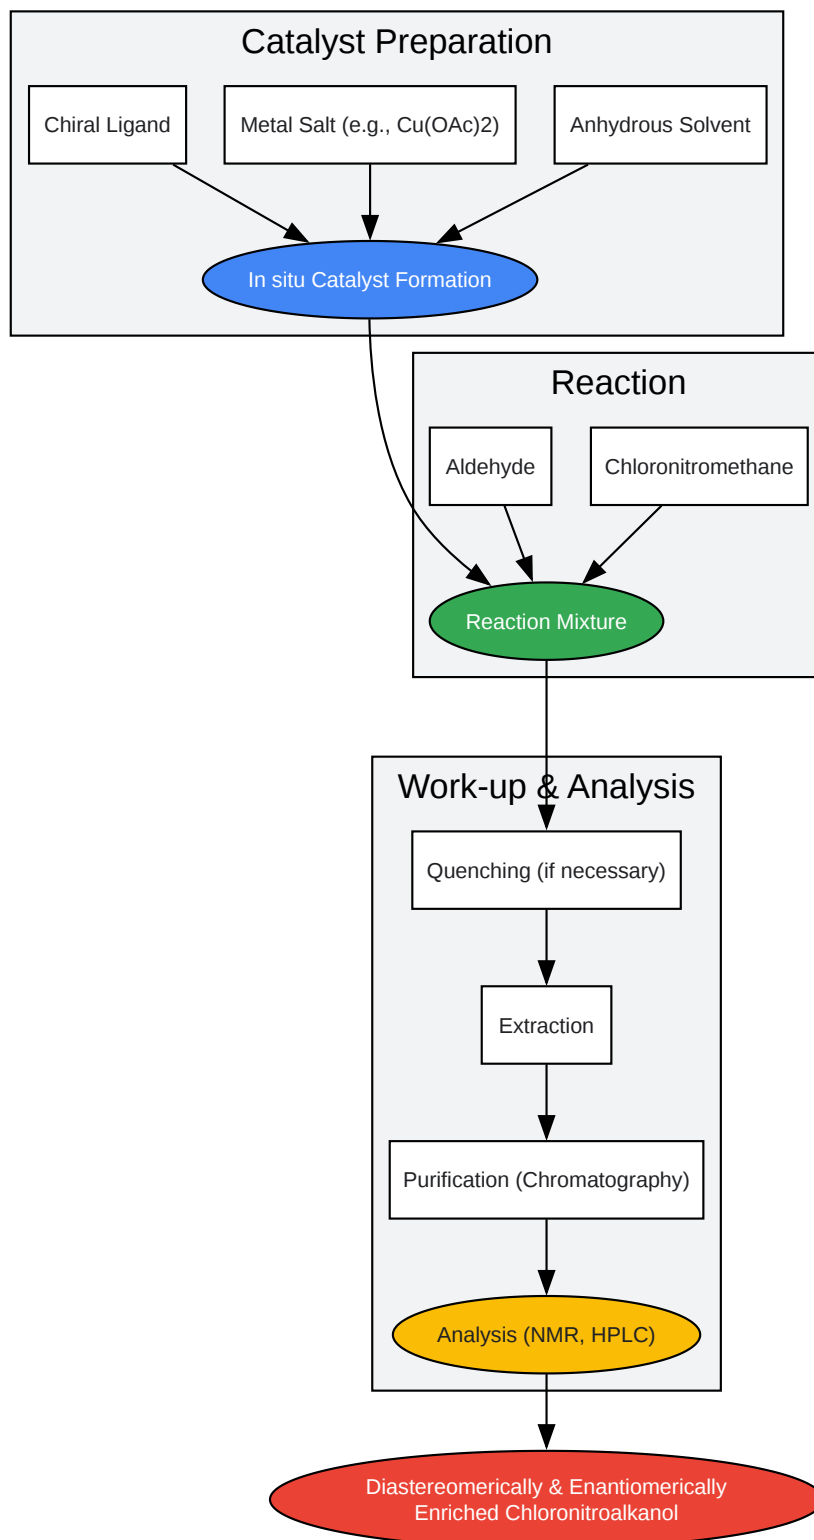 Catalyst Preparation
Chiral Ligand
Metal Salt (e.g., Cu(OAc)2)
Anhydrous Solvent
In situ Catalyst Formation
Reaction
Aldehyde
Chloronitromethane
Reaction Mixture
Work-up & Analysis
Quenching (if necessary)
Extraction
Purification (Chromatography)
Analysis (NMR, HPLC)
Diastereomerically & Enantiomerically
Enriched Chloronitroalkanol